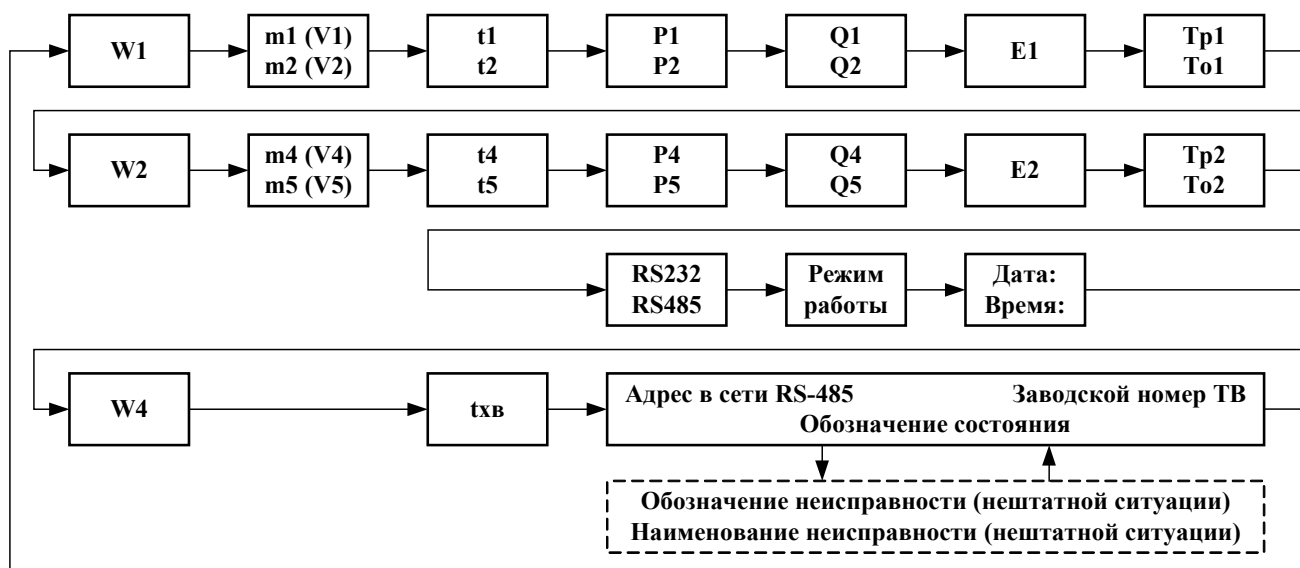 W1
m1 (V1)
m2 (V2)
t1
t2
P1
P2
Q1
Q2
E1
Tp1
To1
W2
m4 (V4)
m5 (V5)
t4
t5
P4
P5
Q4
Q5
E2
Tp2
To2
RS232
RS485
Режим
работы
Дата:
Время:
W4
tхв
Адрес в сети RS-485 Заводской номер ТВ
Обозначение состояния
Обозначение неисправности (нештатной ситуации)
Наименование неисправности (нештатной ситуации)